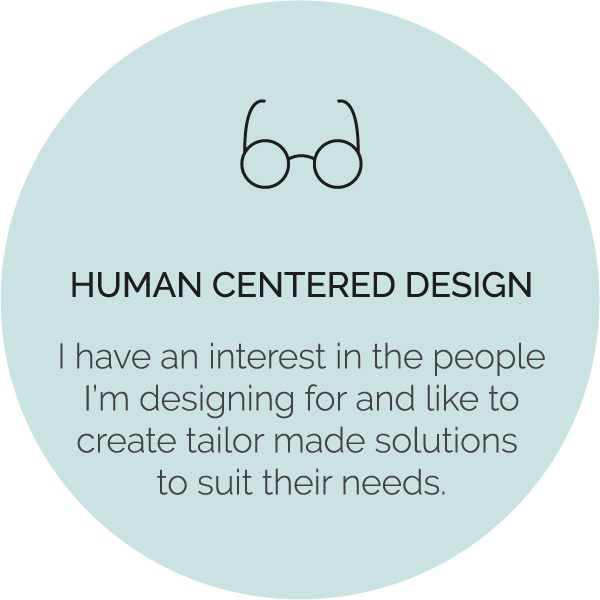 HUMAN CENTERED DESIGN
I have an interest in the people
I’m designing for and like to
create tailor made solutions
to suit their needs.